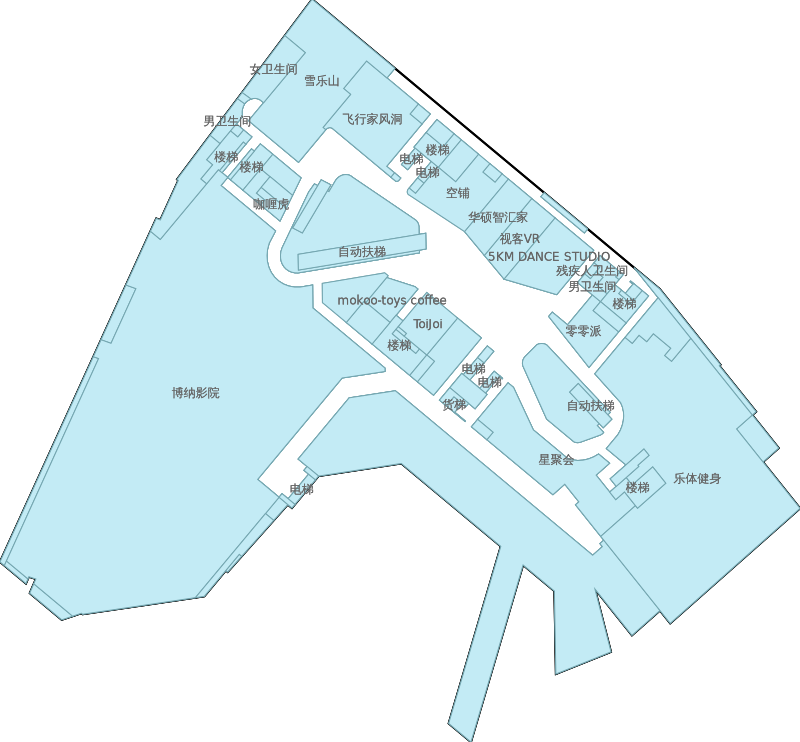 女卫生间
雪乐山
男卫生间
飞行家风洞
楼梯
楼梯
楼梯
电梯
电梯
空铺
咖喱虎
华硕智汇家
视客VR
自动扶梯
5KM DANCE STUDIO
残疾人卫生间
男卫生间
mokoo-toys coffee
楼梯
ToiJoi
零零派
楼梯
电梯
电梯
博纳影院
货梯
自动扶梯
星聚会
乐体健身
电梯
楼梯